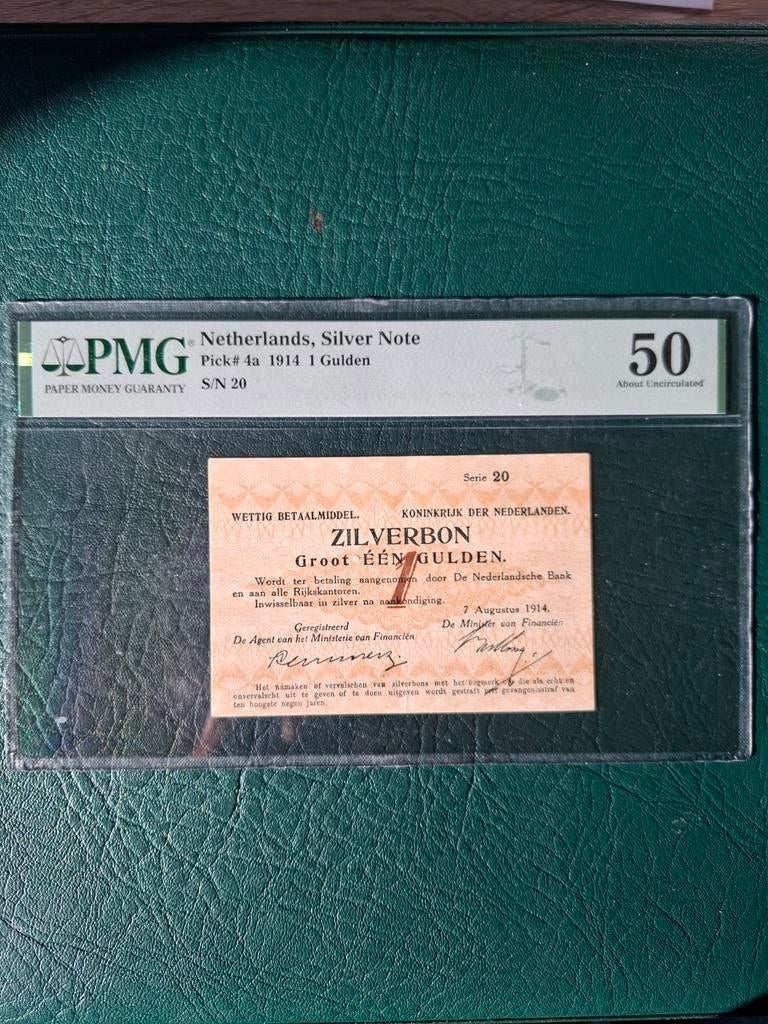 PMG®
PAPER MONEY GUARANTY
Netherlands, Silver Note
Pick# 4a 1914 1 Gulden
S/N 20
50
About Uncirculated
Serie 20
WETTIG BETAALMIDDEL. KONINKRIJK DER NEDERLANDEN.
ZILVERBON
Groot ÉÉN GULDEN.
1
Wordt ter betaling aangenomen door De Nederlandsche Bank
en aan alle Rijkskantoren.
Inwisselbaar in zilver na aankondiging.
7 Augustus 1914.
Geregistreerd
De Agent van het Ministerie van Financiën
De Minister van Financiën
Het namaken of vervalschen van zilverbons met het oogmerk om die als echt en
onvervalscht uit te geven of te doen uitgeven wordt gestraft met gevangenisstraf van
ten hoogste negen jaren.